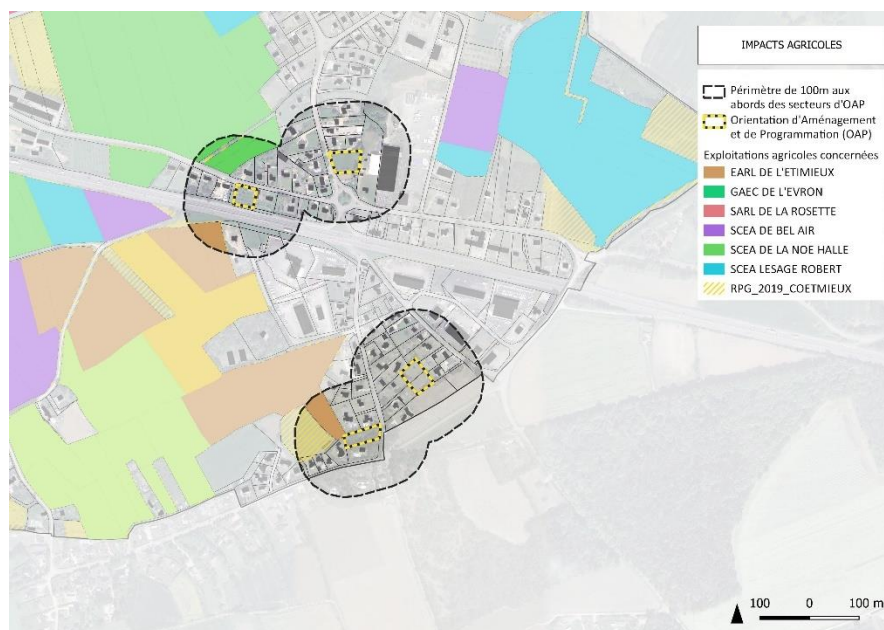 IMPACTS AGRICOLES
Périmètre de 100m aux
abords des secteurs d'OAP
Orientation d'Aménagement
et de Programmation (OAP)
Exploitations agricoles concernées
EARL DE L'ETIMIEUX
GAEC DE L'EVRON
SARL DE LA ROSETTE
SCEA DE BEL AIR
SCEA DE LA NOE HALLE
SCEA LESAGE ROBERT
RPG_2019_COETMIEUX
100 0 100 m